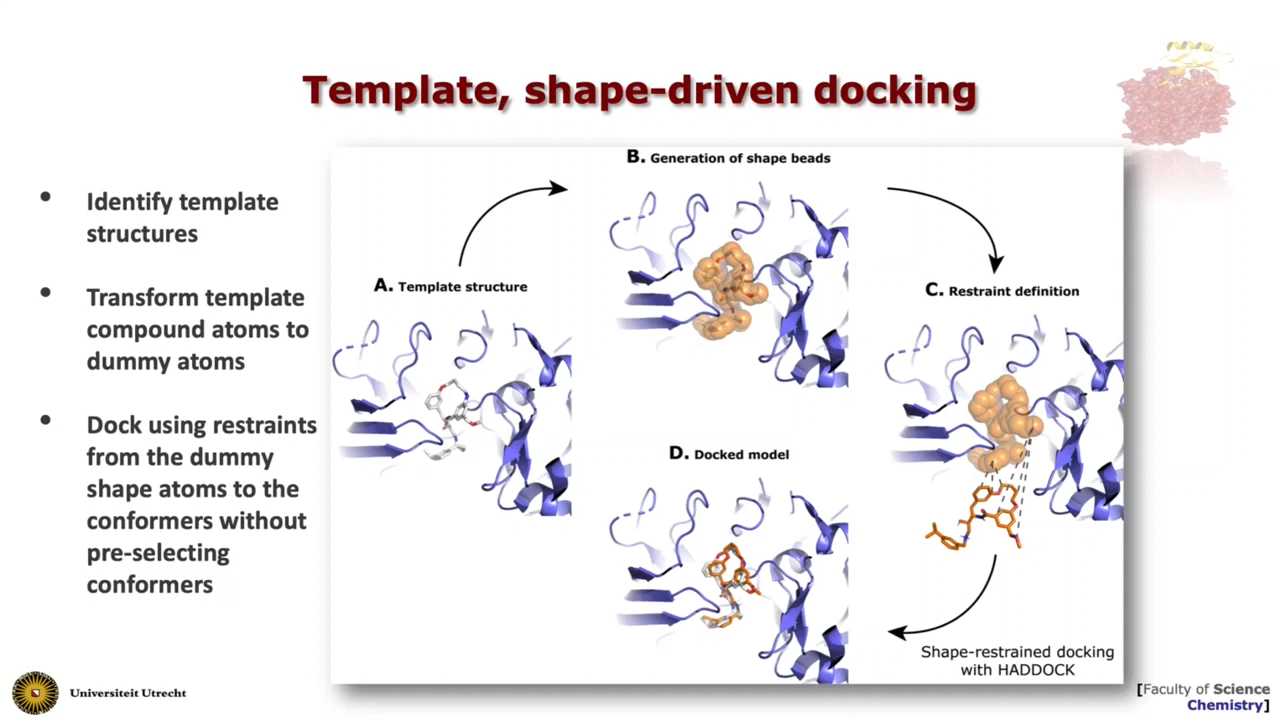 Template, shape-driven docking
• Identify template
structures
• Transform template
compound atoms to
dummy atoms
• Dock using restraints
from the dummy
shape atoms to the
conformers without
pre-selecting
conformers
A. Template structure
B. Generation of shape beads
C. Restraint definition
D. Docked model
Shape-restrained docking
with HADDOCK
Universiteit Utrecht
[Faculty of Science
Chemistry]